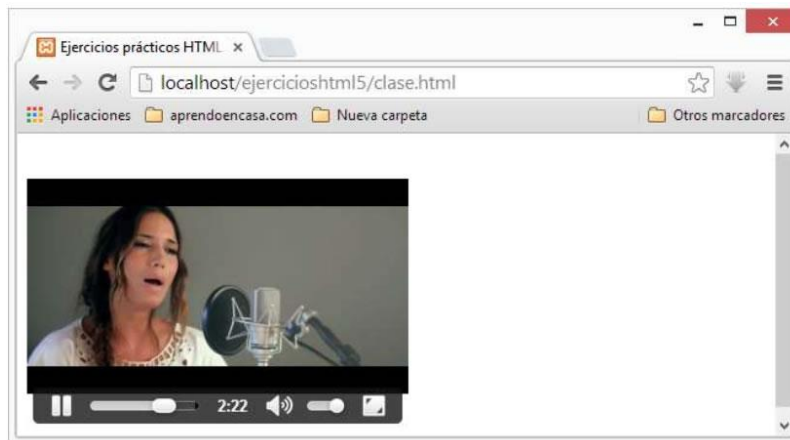 Ejercicios prácticos HTML
localhost/ejercicioshtml5/clase.html
Aplicaciones aprendoencasa.com Nueva carpeta Otros marcadores
2:22